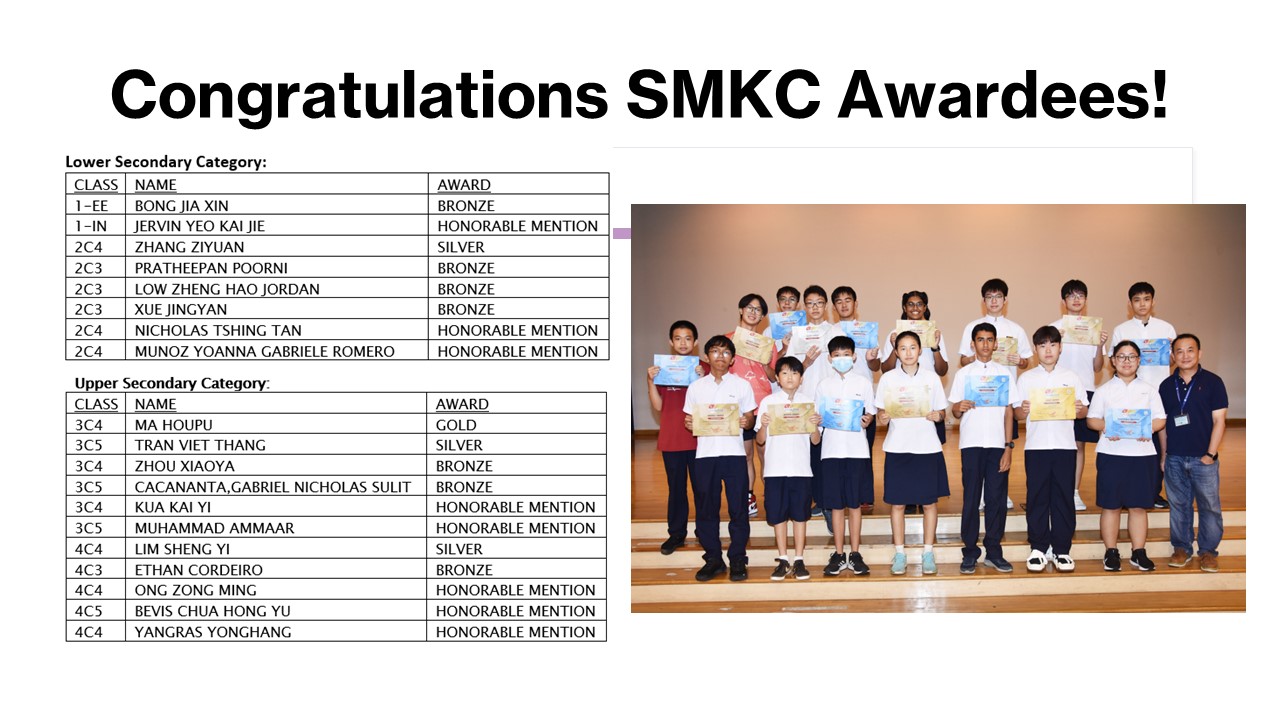 Congratulations SMKC Awardees!
Lower Secondary Category:
CLASS NAME AWARD
1-EE BONG JIA XIN BRONZE
1-IN JERVIN YEO KAI JIE HONORABLE MENTION
2C4 ZHANG ZIYUAN SILVER
2C3 PRATHEEPAN POORNI BRONZE
2C3 LOW ZHENG HAO JORDAN BRONZE
2C3 XUE JINGYAN BRONZE
2C4 NICHOLAS TSHING TAN HONORABLE MENTION
2C4 MUNOZ YOANNA GABRIELE ROMERO HONORABLE MENTION
Upper Secondary Category:
CLASS NAME AWARD
3C4 MA HOUPU GOLD
3C5 TRAN VIET THANG SILVER
3C4 ZHOU XIAOYA BRONZE
3C5 CACANANTA,GABRIEL NICHOLAS SULIT BRONZE
3C4 KUA KAI YI HONORABLE MENTION
3C5 MUHAMMAD AMMAAR HONORABLE MENTION
4C4 LIM SHENG YI SILVER
4C3 ETHAN CORDEIRO BRONZE
4C4 ONG ZONG MING HONORABLE MENTION
4C5 BEVIS CHUA HONG YU HONORABLE MENTION
4C4 YANGRAS YONGHANG HONORABLE MENTION